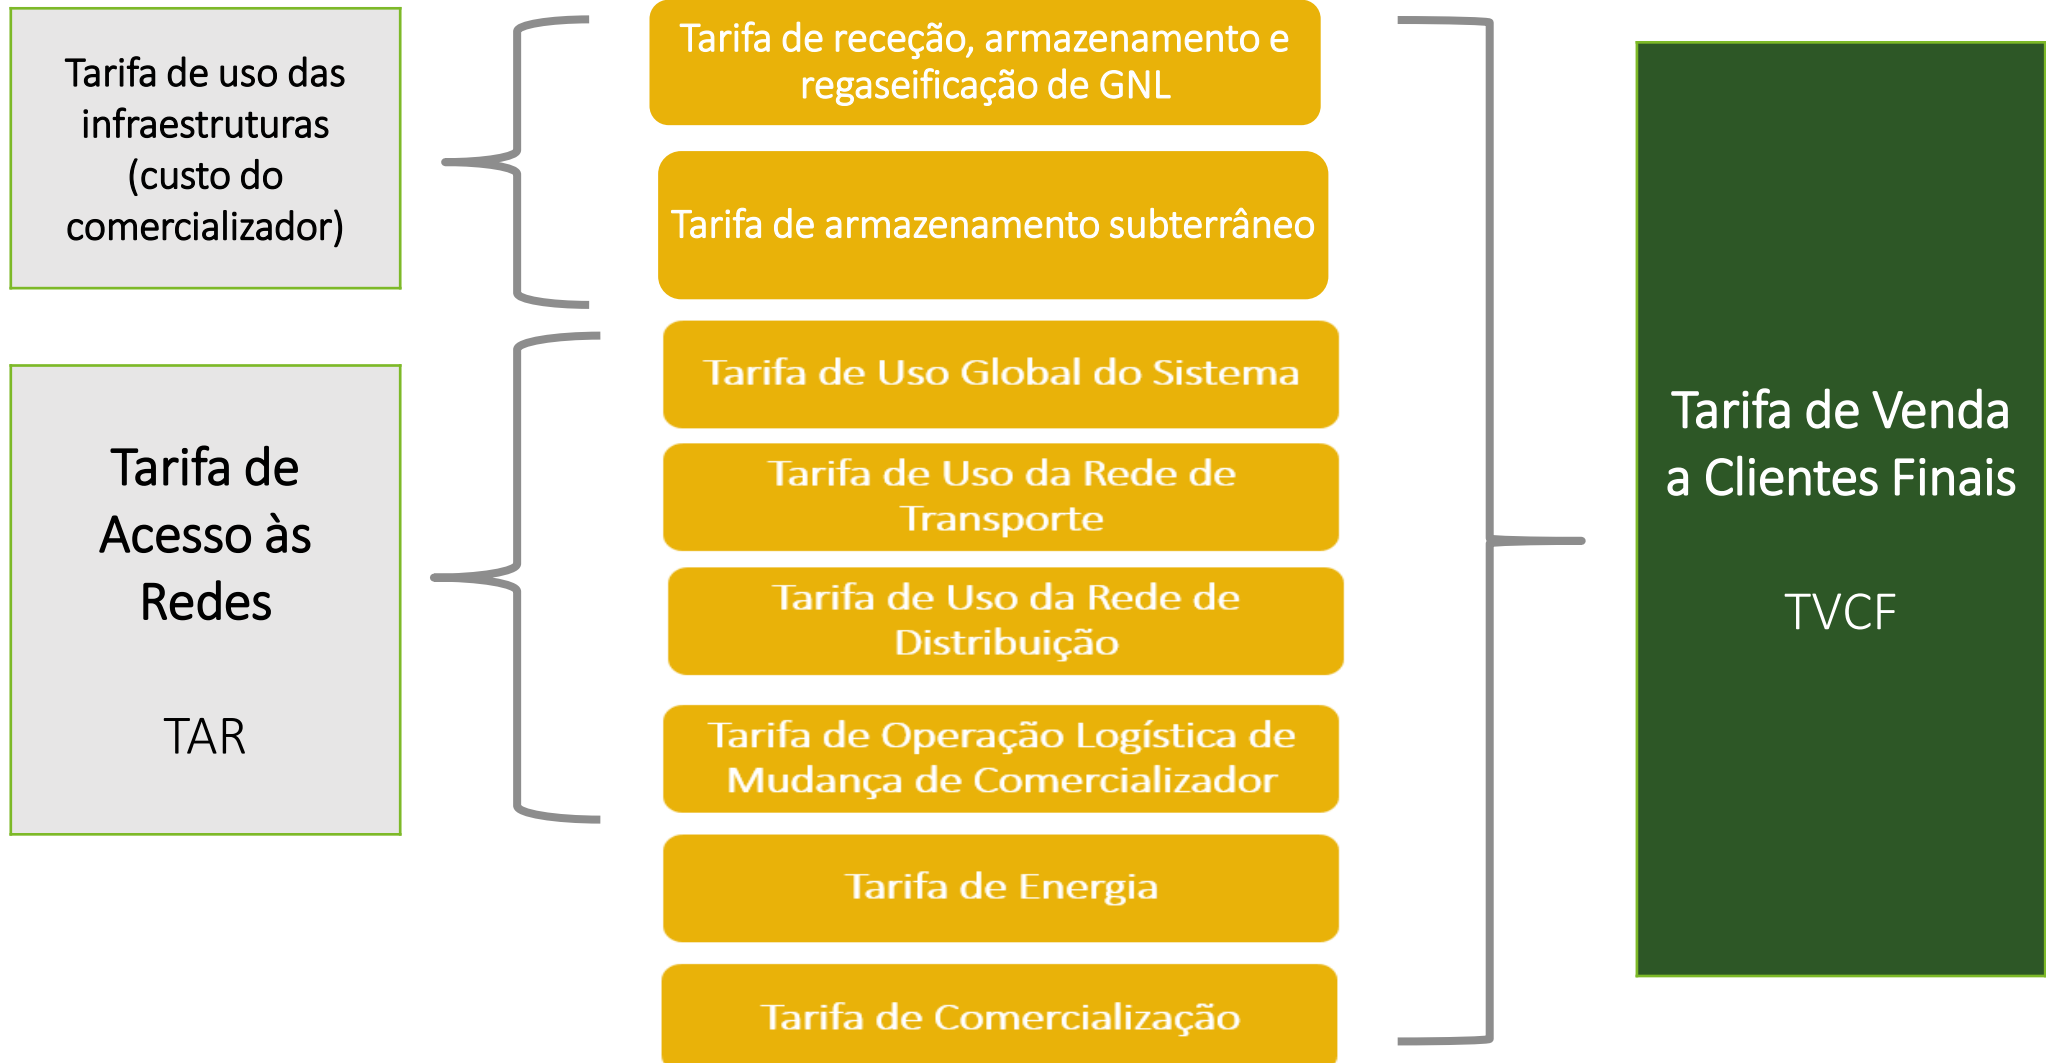 Tarifa de uso das
infraestruturas
(custo do
comercializador)
Tarifa de
Acesso às
Redes
TAR
Tarifa de receção, armazenamento e
regaseificação de GNL
Tarifa de armazenamento subterrâneo
Tarifa de Uso Global do Sistema
Tarifa de Uso da Rede de
Transporte
Tarifa de Uso da Rede de
Distribuição
Tarifa de Operação Logística de
Mudança de Comercializador
Tarifa de Energia
Tarifa de Comercialização
Tarifa de Venda
a Clientes Finais
TVCF